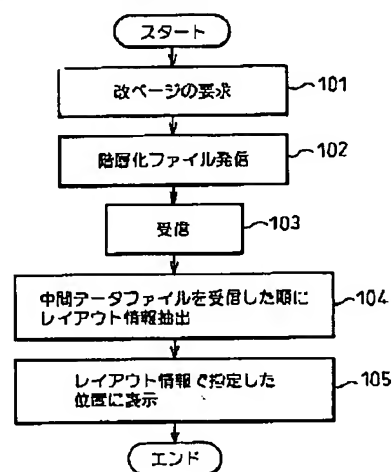 スタート
改ページの要求
101
階層化ファイル発信
102
受信
103
中間データファイルを受信した順に
レイアウト情報抽出
104
レイアウト情報で指定した
位置に表示
105
エンド